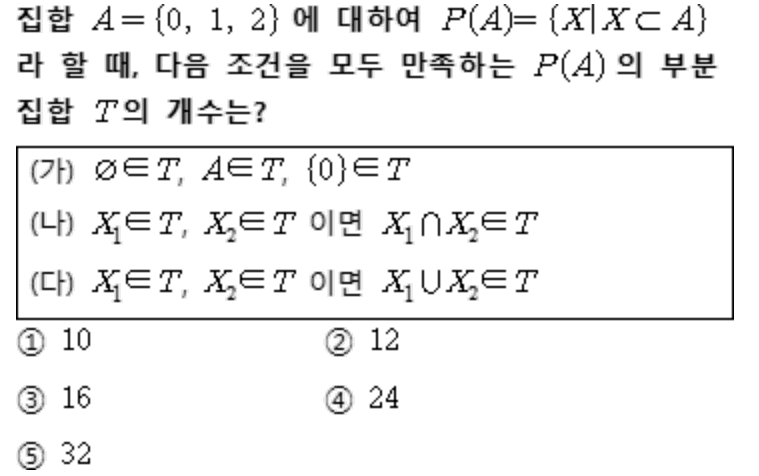 집합 A={0, 1, 2} 에 대하여 P(A)={X|X⊂A}
라 할 때, 다음 조건을 모두 만족하는 P(A) 의 부분
집합 T의 개수는?
(가) ∅∈T, A∈T, {0}∈T
(나) X₁∈T, X₂∈T 이면 X₁∩X₂∈T
(다) X₁∈T, X₂∈T 이면 X₁∪X₂∈T
① 10 ② 12
③ 16 ④ 24
⑤ 32